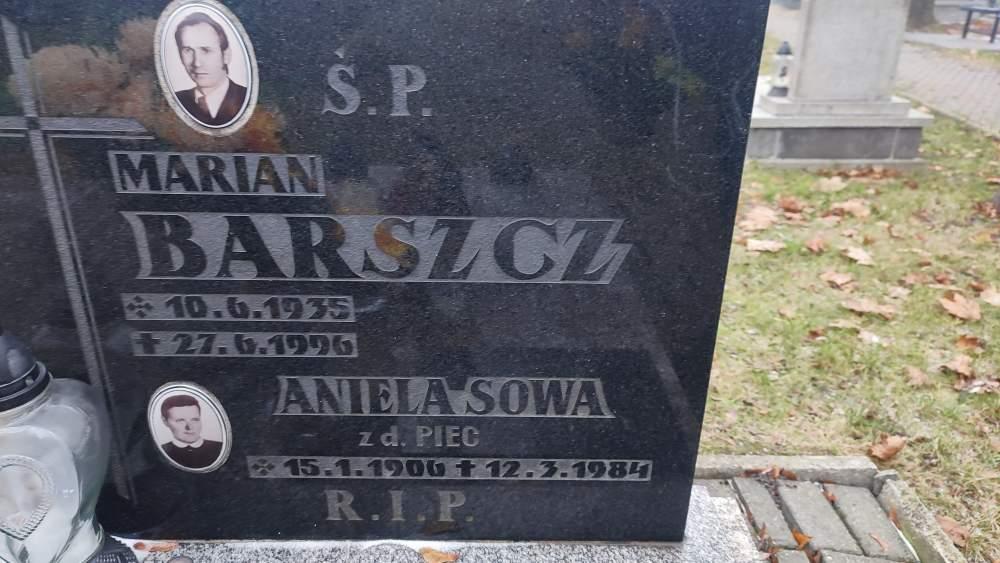 Ś.P.
MARIAN
BARSZCZ
10.6.1935
✝ 27.6.1996
ANIELA SOWA
z d. PIEC
15.1.1906 ✝ 12.3.1984
R.I.P.